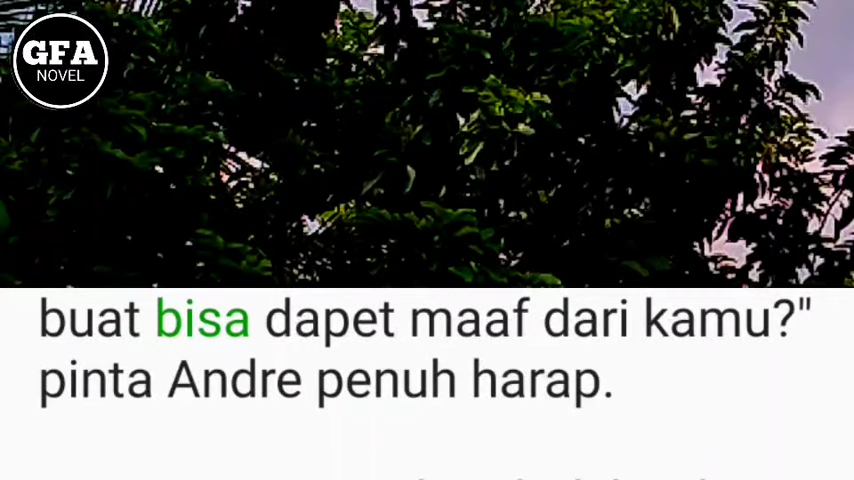 GFA
NOVEL
buat bisa dapet maaf dari kamu?"
pinta Andre penuh harap.